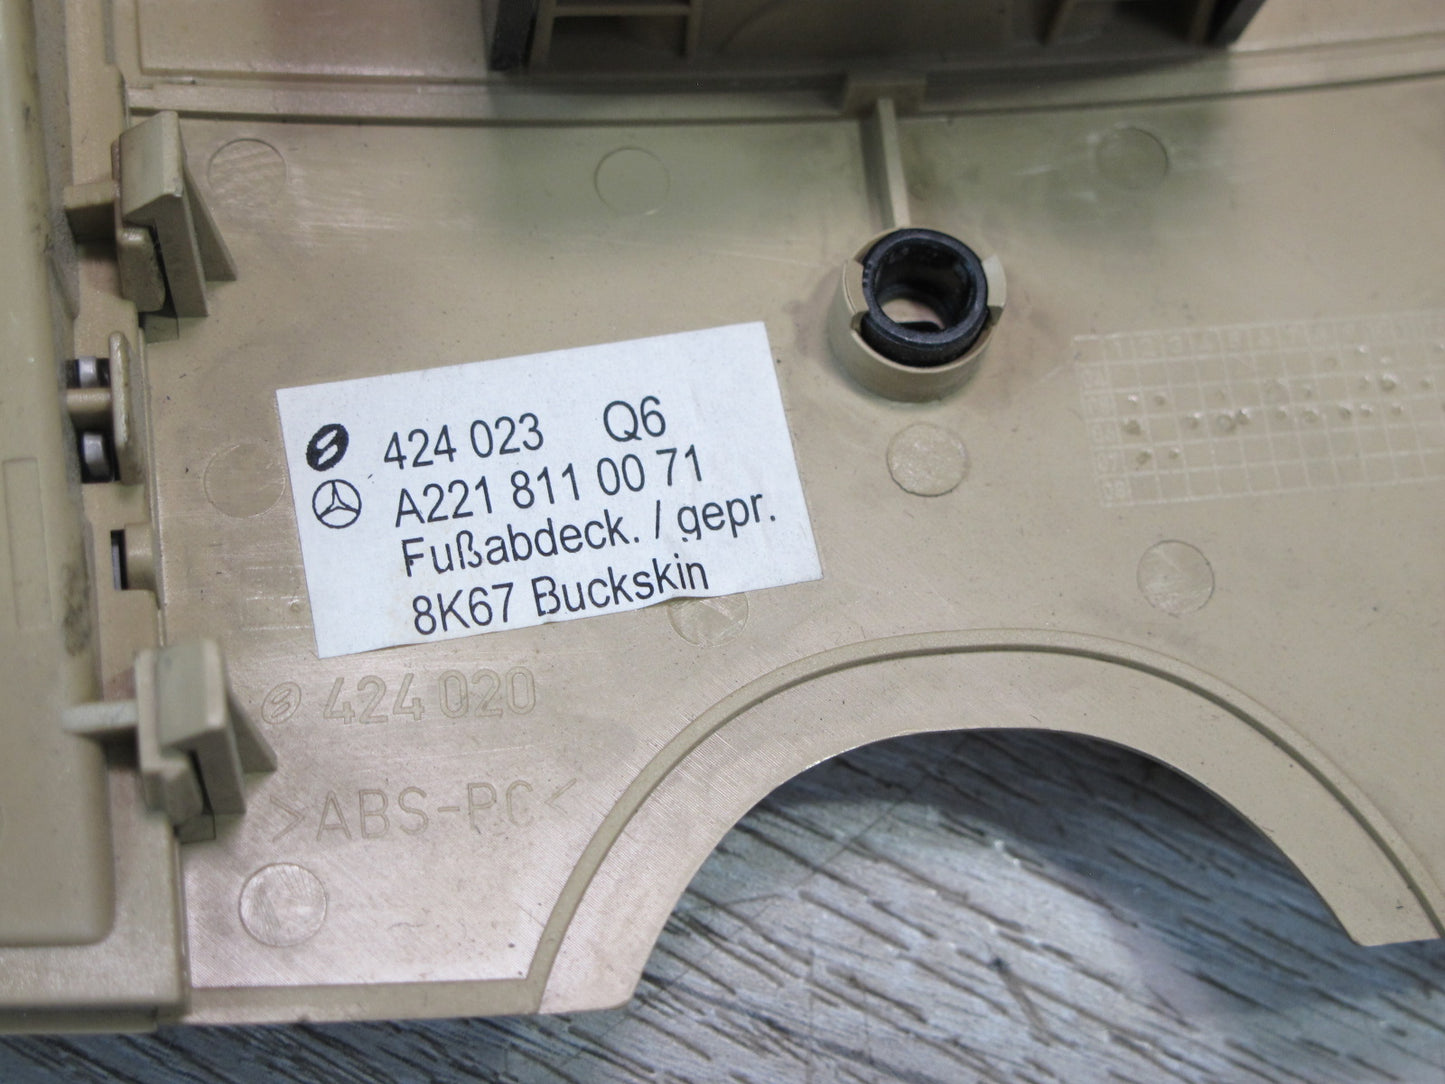 424 023 Q6
A221 811 00 71
Fußabdeck. / gepr.
8K67 Buckskin
424 020
>ABS-PC<